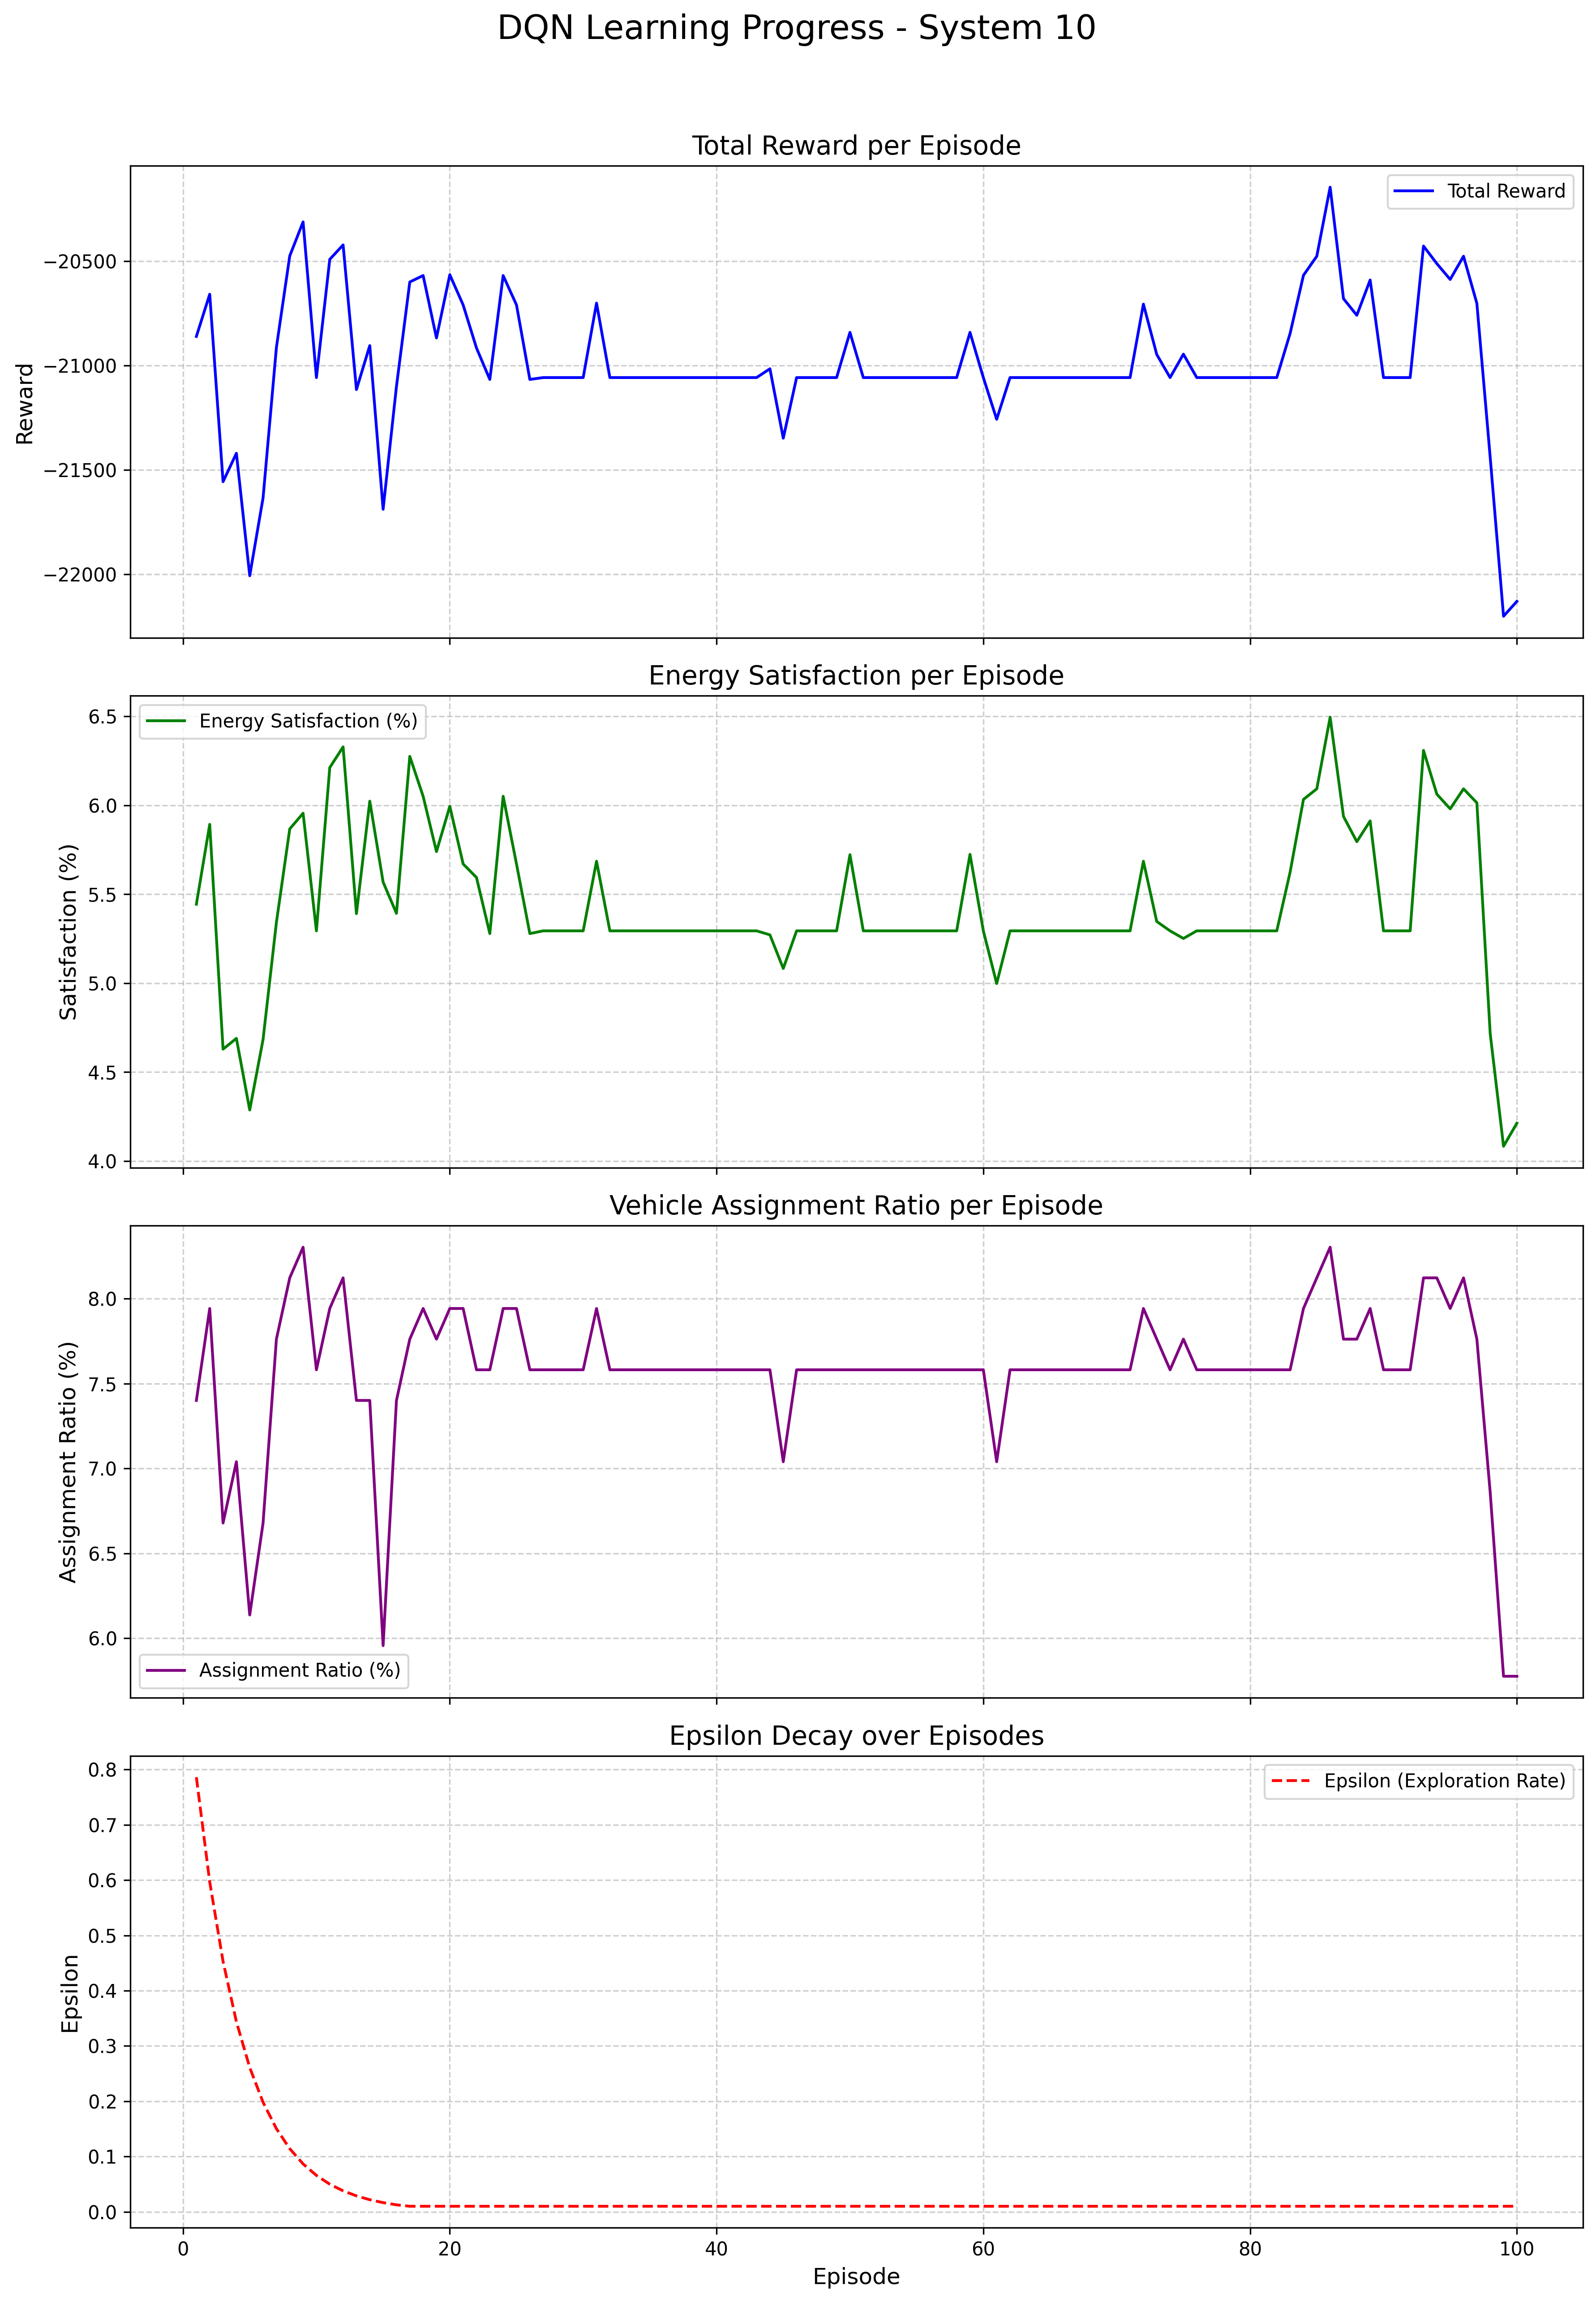 DQN Learning Progress - System 10
Total Reward per Episode
Total Reward
−20500
−21000
−21500
−22000
Reward
Energy Satisfaction per Episode
Energy Satisfaction (%)
6.5
6.0
5.5
5.0
4.5
4.0
Satisfaction (%)
Vehicle Assignment Ratio per Episode
8.0
7.5
7.0
6.5
6.0
Assignment Ratio (%)
Assignment Ratio (%)
Epsilon Decay over Episodes
Epsilon (Exploration Rate)
0.8
0.7
0.6
0.5
0.4
0.3
0.2
0.1
0.0
Epsilon
0 20 40 60 80 100
Episode